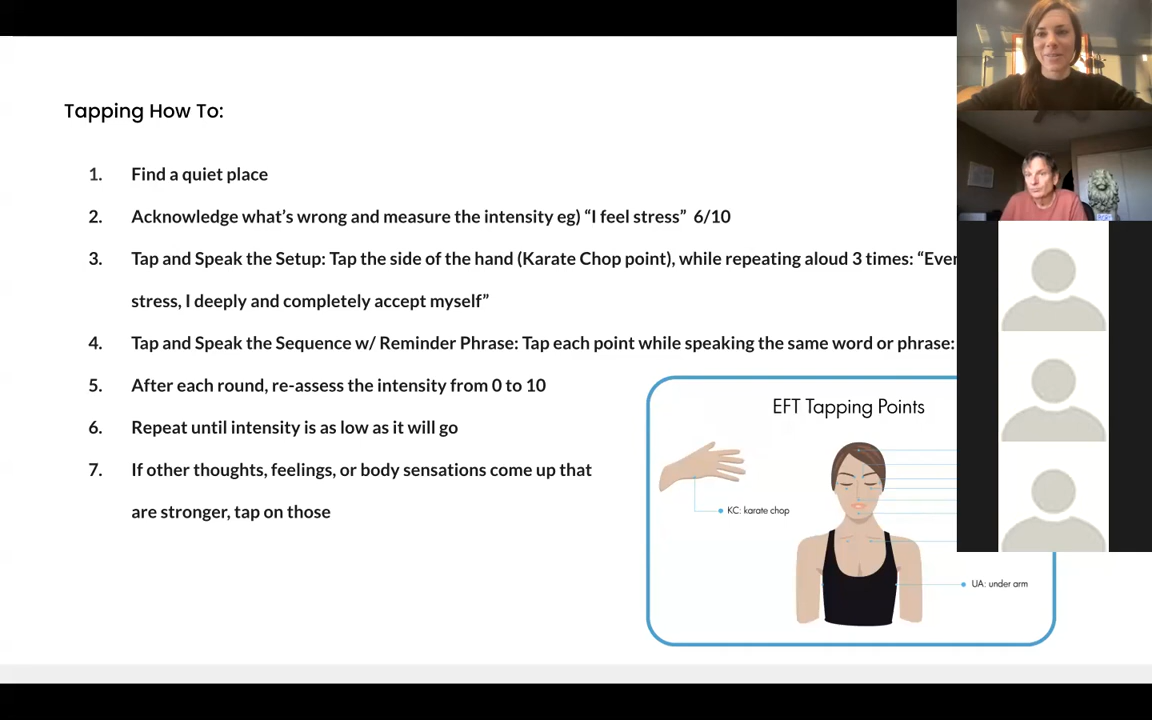 Tapping How To:
1. Find a quiet place
2. Acknowledge what’s wrong and measure the intensity eg) “I feel stress” 6/10
3. Tap and Speak the Setup: Tap the side of the hand (Karate Chop point), while repeating aloud 3 times: “Ever
stress, I deeply and completely accept myself”
4. Tap and Speak the Sequence w/ Reminder Phrase: Tap each point while speaking the same word or phrase:
5. After each round, re-assess the intensity from 0 to 10
6. Repeat until intensity is as low as it will go
7. If other thoughts, feelings, or body sensations come up that
are stronger, tap on those
EFT Tapping Points
KC: karate chop
UA: under arm